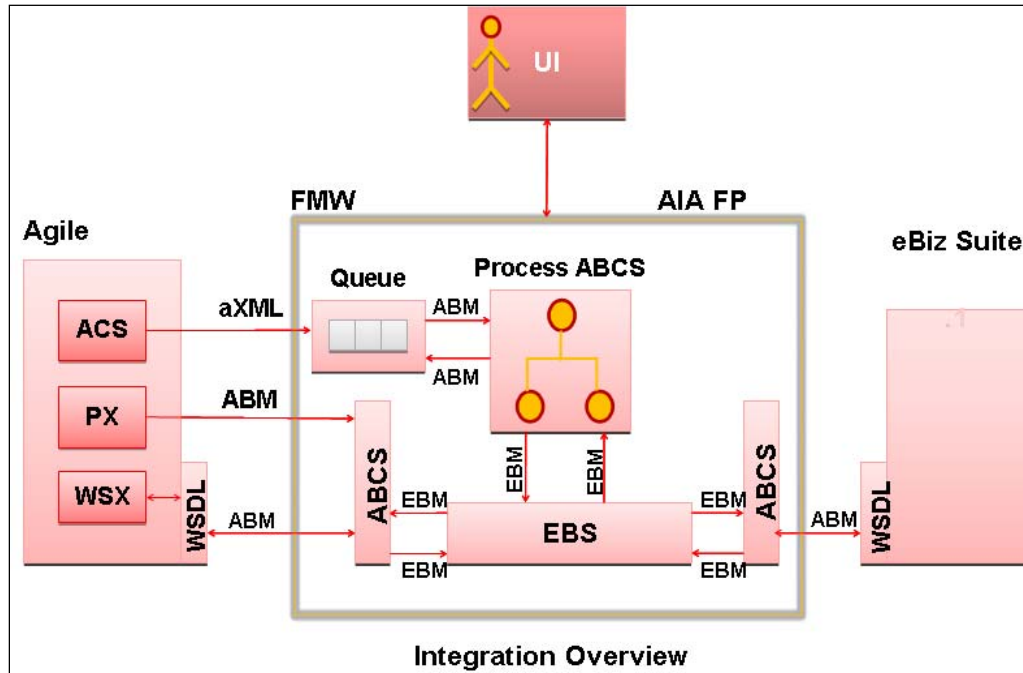 UI
FMW
AIA FP
Agile
eBiz Suite
Process ABCS
Queue
aXML
ABM
ACS
ABM
ABM
PX
EBM
EBM
ABCS
ABCS
WSX
WSDL
ABM
EBM
EBS
EBM
ABM
WSDL
EBM
EBM
.1
Integration Overview